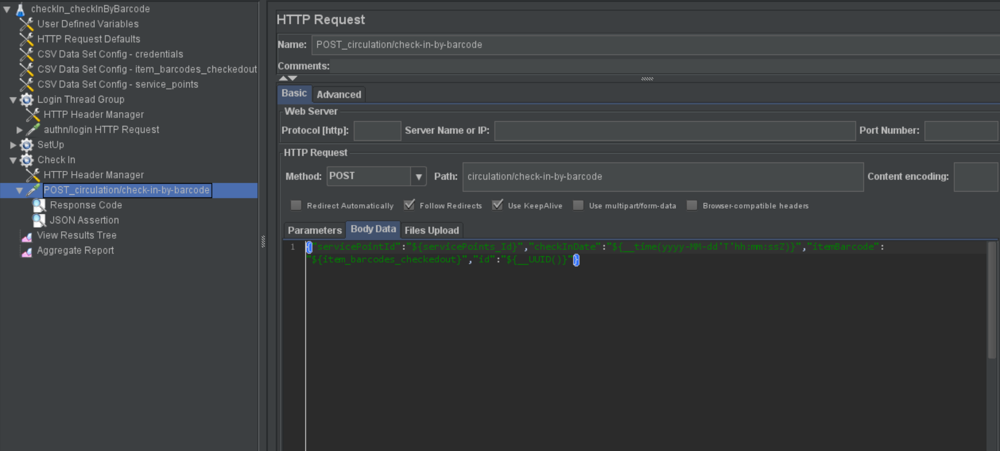 checkIn_checkInByBarcode
User Defined Variables
HTTP Request Defaults
CSV Data Set Config - credentials
CSV Data Set Config - item_barcodes_checkedout
CSV Data Set Config - service_points
Login Thread Group
HTTP Header Manager
authn/login HTTP Request
SetUp
Check In
HTTP Header Manager
POST_circulation/check-in-by-barcode
Response Code
JSON Assertion
View Results Tree
Aggregate Report
HTTP Request
Name: POST_circulation/check-in-by-barcode
Comments:
Basic Advanced
Web Server
Protocol [http]: Server Name or IP: Port Number:
HTTP Request
Method: POST Path: circulation/check-in-by-barcode Content encoding:
Redirect Automatically Follow Redirects Use KeepAlive Use multipart/form-data Browser-compatible headers
Parameters Body Data Files Upload
1 {"servicePointId":"${servicePoints_Id}","checkInDate":"${__time(yyyy-MM-dd'T'hh:mm:ssZ)}","itemBarcode":
"${item_barcodes_checkedout}","id":"${__UUID()}"}